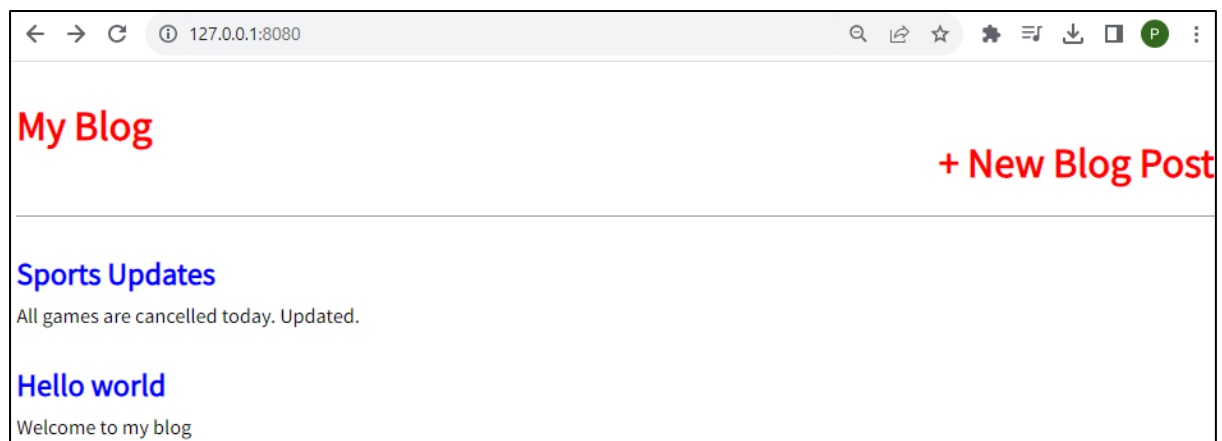 127.0.0.1:8080
P
My Blog
+ New Blog Post
Sports Updates
All games are cancelled today. Updated.
Hello world
Welcome to my blog